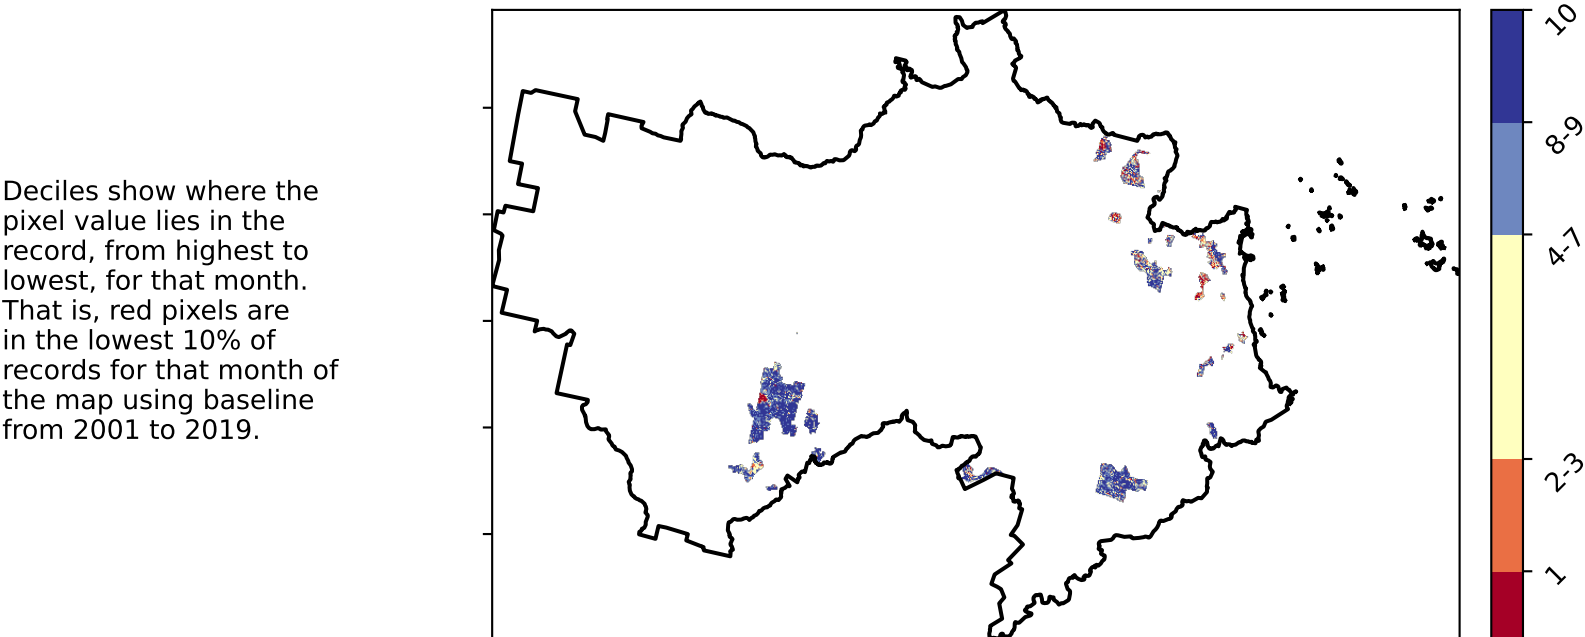 Deciles show where the
pixel value lies in the
record, from highest to
lowest, for that month.
That is, red pixels are
in the lowest 10% of
records for that month of
the map using baseline
from 2001 to 2019.
10
8-9
4-7
2-3
1